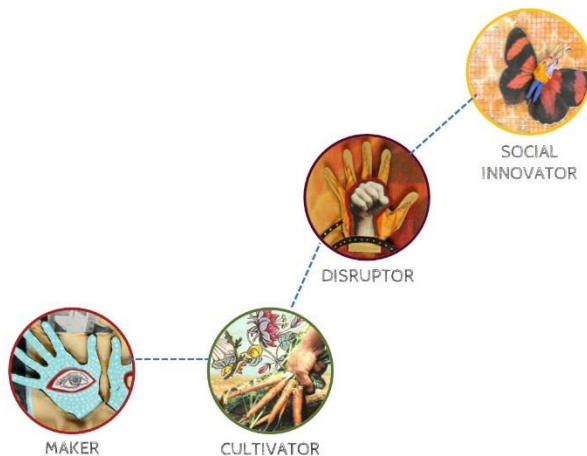 SOCIAL
INNOVATOR
DISRUPTOR
MAKER
CULTIVATOR